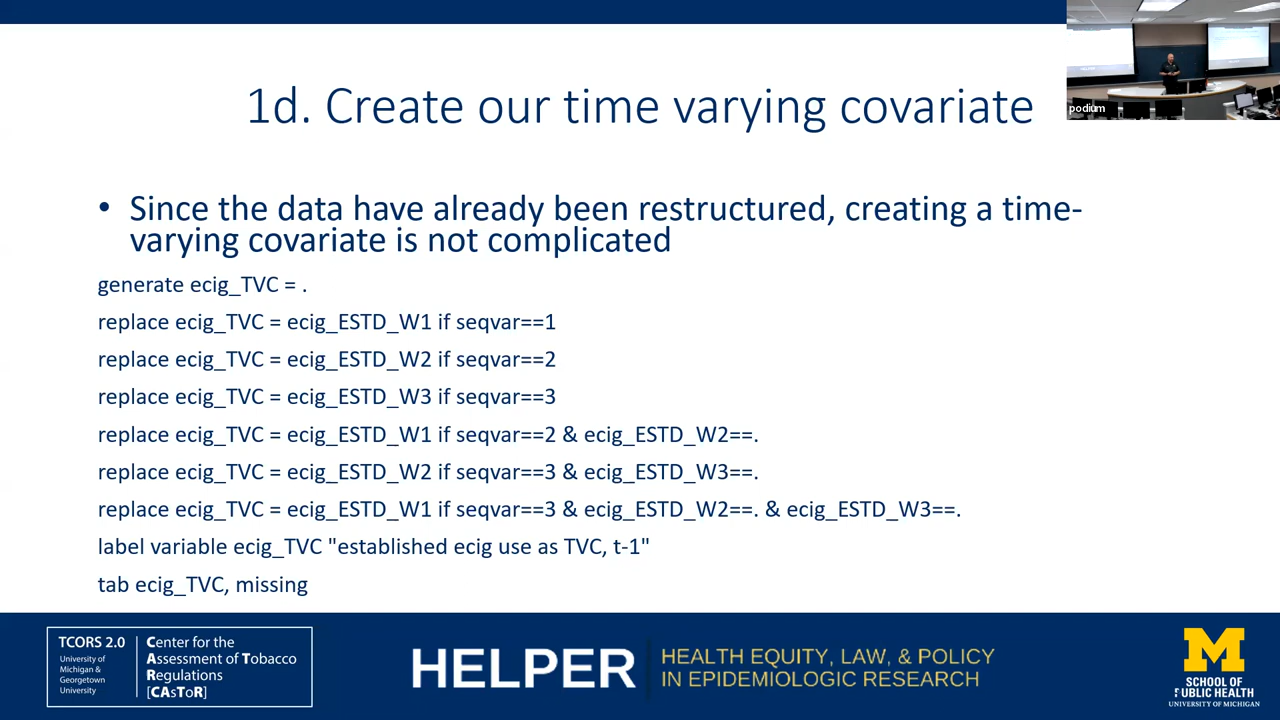 1d. Create our time varying covariate
podium
• Since the data have already been restructured, creating a time-
varying covariate is not complicated
generate ecig_TVC = .
replace ecig_TVC = ecig_ESTD_W1 if seqvar==1
replace ecig_TVC = ecig_ESTD_W2 if seqvar==2
replace ecig_TVC = ecig_ESTD_W3 if seqvar==3
replace ecig_TVC = ecig_ESTD_W1 if seqvar==2 & ecig_ESTD_W2==.
replace ecig_TVC = ecig_ESTD_W2 if seqvar==3 & ecig_ESTD_W3==.
replace ecig_TVC = ecig_ESTD_W1 if seqvar==3 & ecig_ESTD_W2==. & ecig_ESTD_W3==.
label variable ecig_TVC "established ecig use as TVC, t-1"
tab ecig_TVC, missing
TCORS 2.0
University of
Michigan &
Georgetown
University
Center for the
Assessment of Tobacco
Regulations
[CAsToR]
HELPER
HEALTH EQUITY, LAW, & POLICY
IN EPIDEMIOLOGIC RESEARCH
M
SCHOOL OF
PUBLIC HEALTH
UNIVERSITY OF MICHIGAN